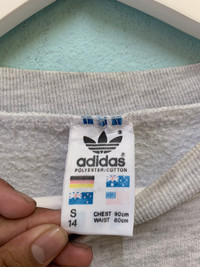 adidas
POLYESTER/COTTON
S
14
CHEST 90cm
WAIST 80cm